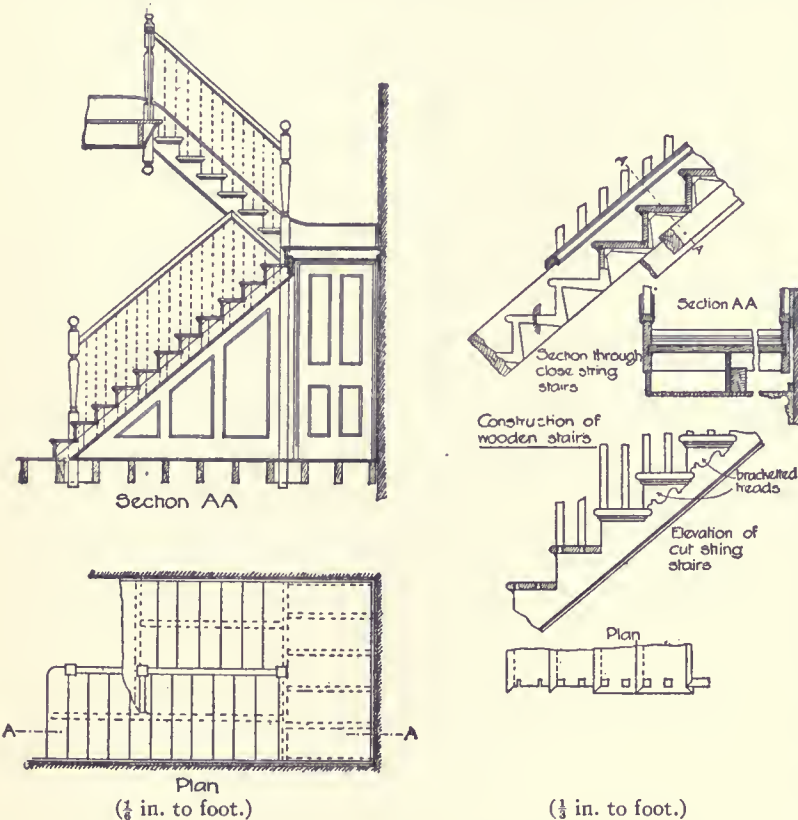 Section AA
A
A
Plan
(1/6 in. to foot.)
A
A
Section AA
Section through
close string
stairs
Construction of
wooden stairs
bracketted
treads
Elevation of
cut string
stairs
Plan
(1/3 in. to foot.)